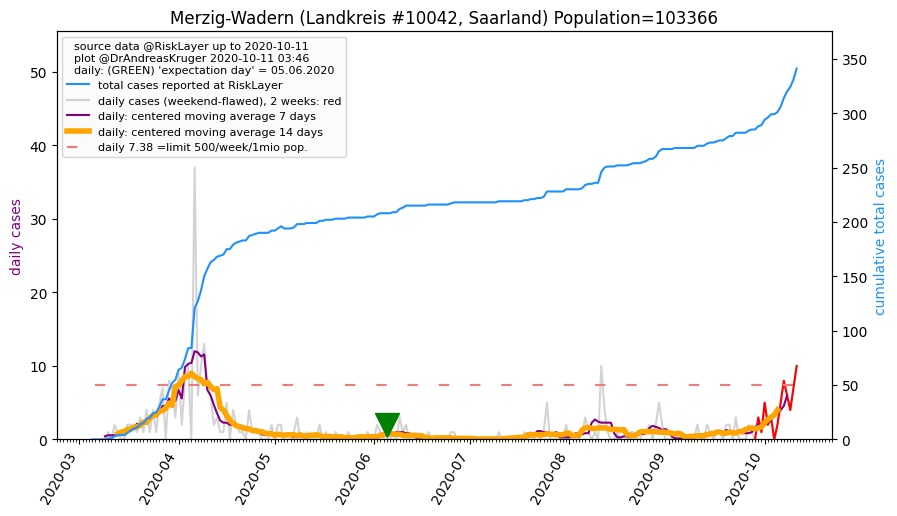 Merzig-Wadern (Landkreis #10042, Saarland) Population=103366
source data @RiskLayer up to 2020-10-11
plot @DrAndreasKruger 2020-10-11 03:46
daily: (GREEN) 'expectation day' = 05.06.2020
total cases reported at RiskLayer
daily cases (weekend-flawed), 2 weeks: red
daily: centered moving average 7 days
daily: centered moving average 14 days
daily 7.38 =limit 500/week/1mio pop.
daily cases
50
40
30
20
10
0
cumulative total cases
350
300
250
200
150
100
50
0
2020-03
2020-04
2020-05
2020-06
2020-07
2020-08
2020-09
2020-10